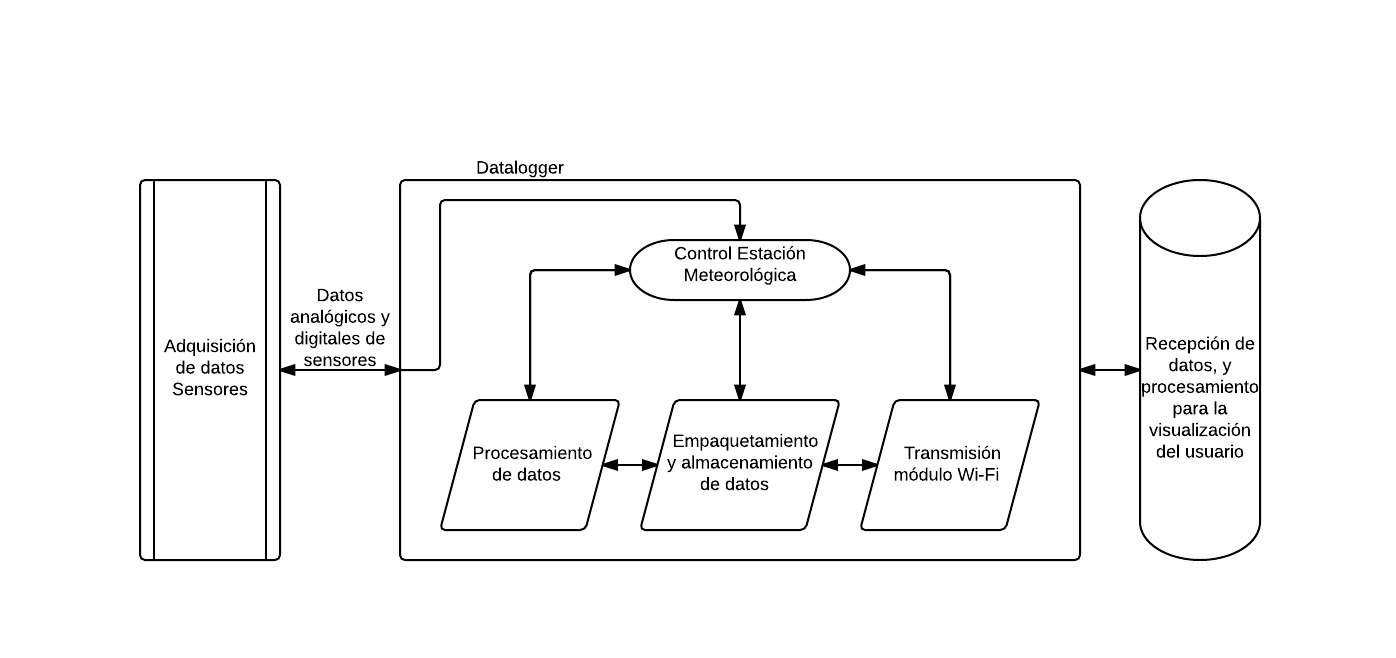 Datalogger
Adquisición
de datos
Sensores
Datos
analógicos y
digitales de
sensores
Control Estación
Meteorológica
Procesamiento
de datos
Empaquetamiento
y almacenamiento
de datos
Transmisión
módulo Wi-Fi
Recepción de
datos, y
procesamiento
para la
visualización
del usuario